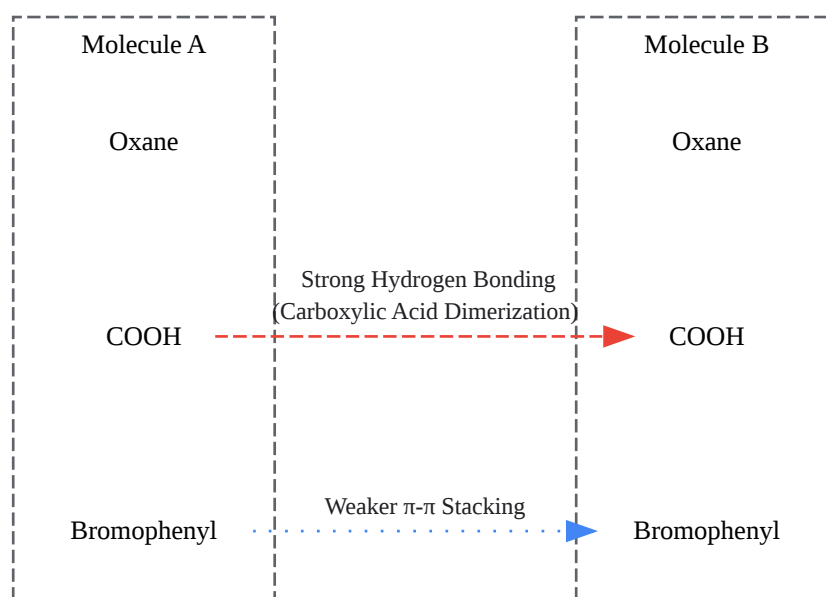 Molecule A
Molecule B
Oxane
Oxane
Strong Hydrogen Bonding
(Carboxylic Acid Dimerization)
COOH
COOH
Weaker π-π Stacking
Bromophenyl
Bromophenyl